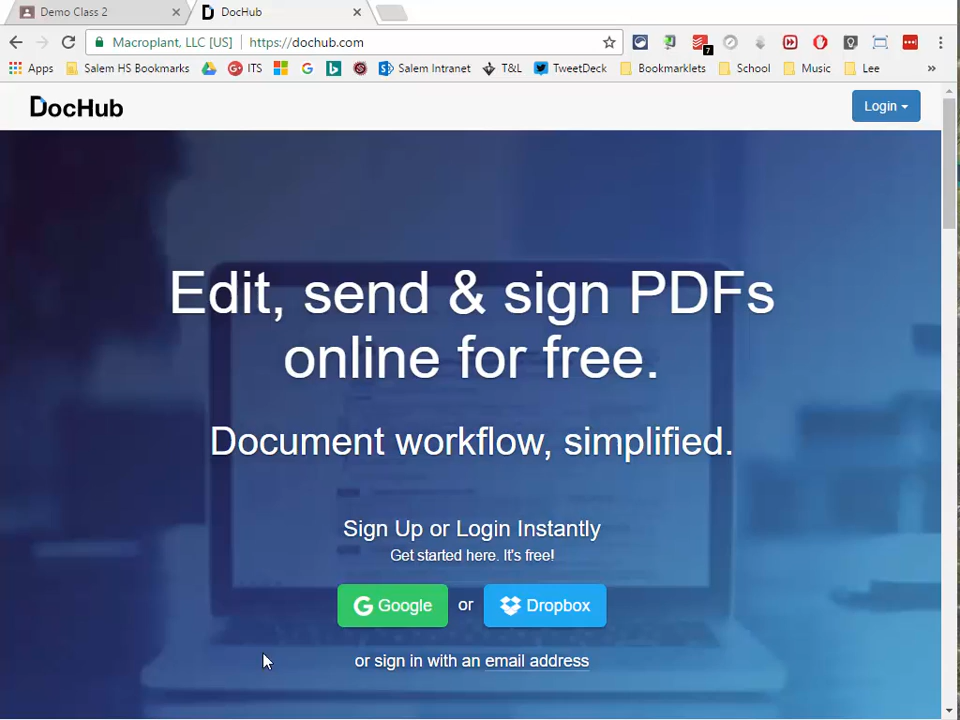 Demo Class 2
DocHub
Macroplant, LLC [US] https://dochub.com
7
Apps Salem HS Bookmarks ITS Salem Intranet T&L TweetDeck Bookmarklets School Music Lee »
DocHub
Login
Edit, send & sign PDFs
online for free.
Document workflow, simplified.
Sign Up or Login Instantly
Get started here. It's free!
Google or Dropbox
or sign in with an email address